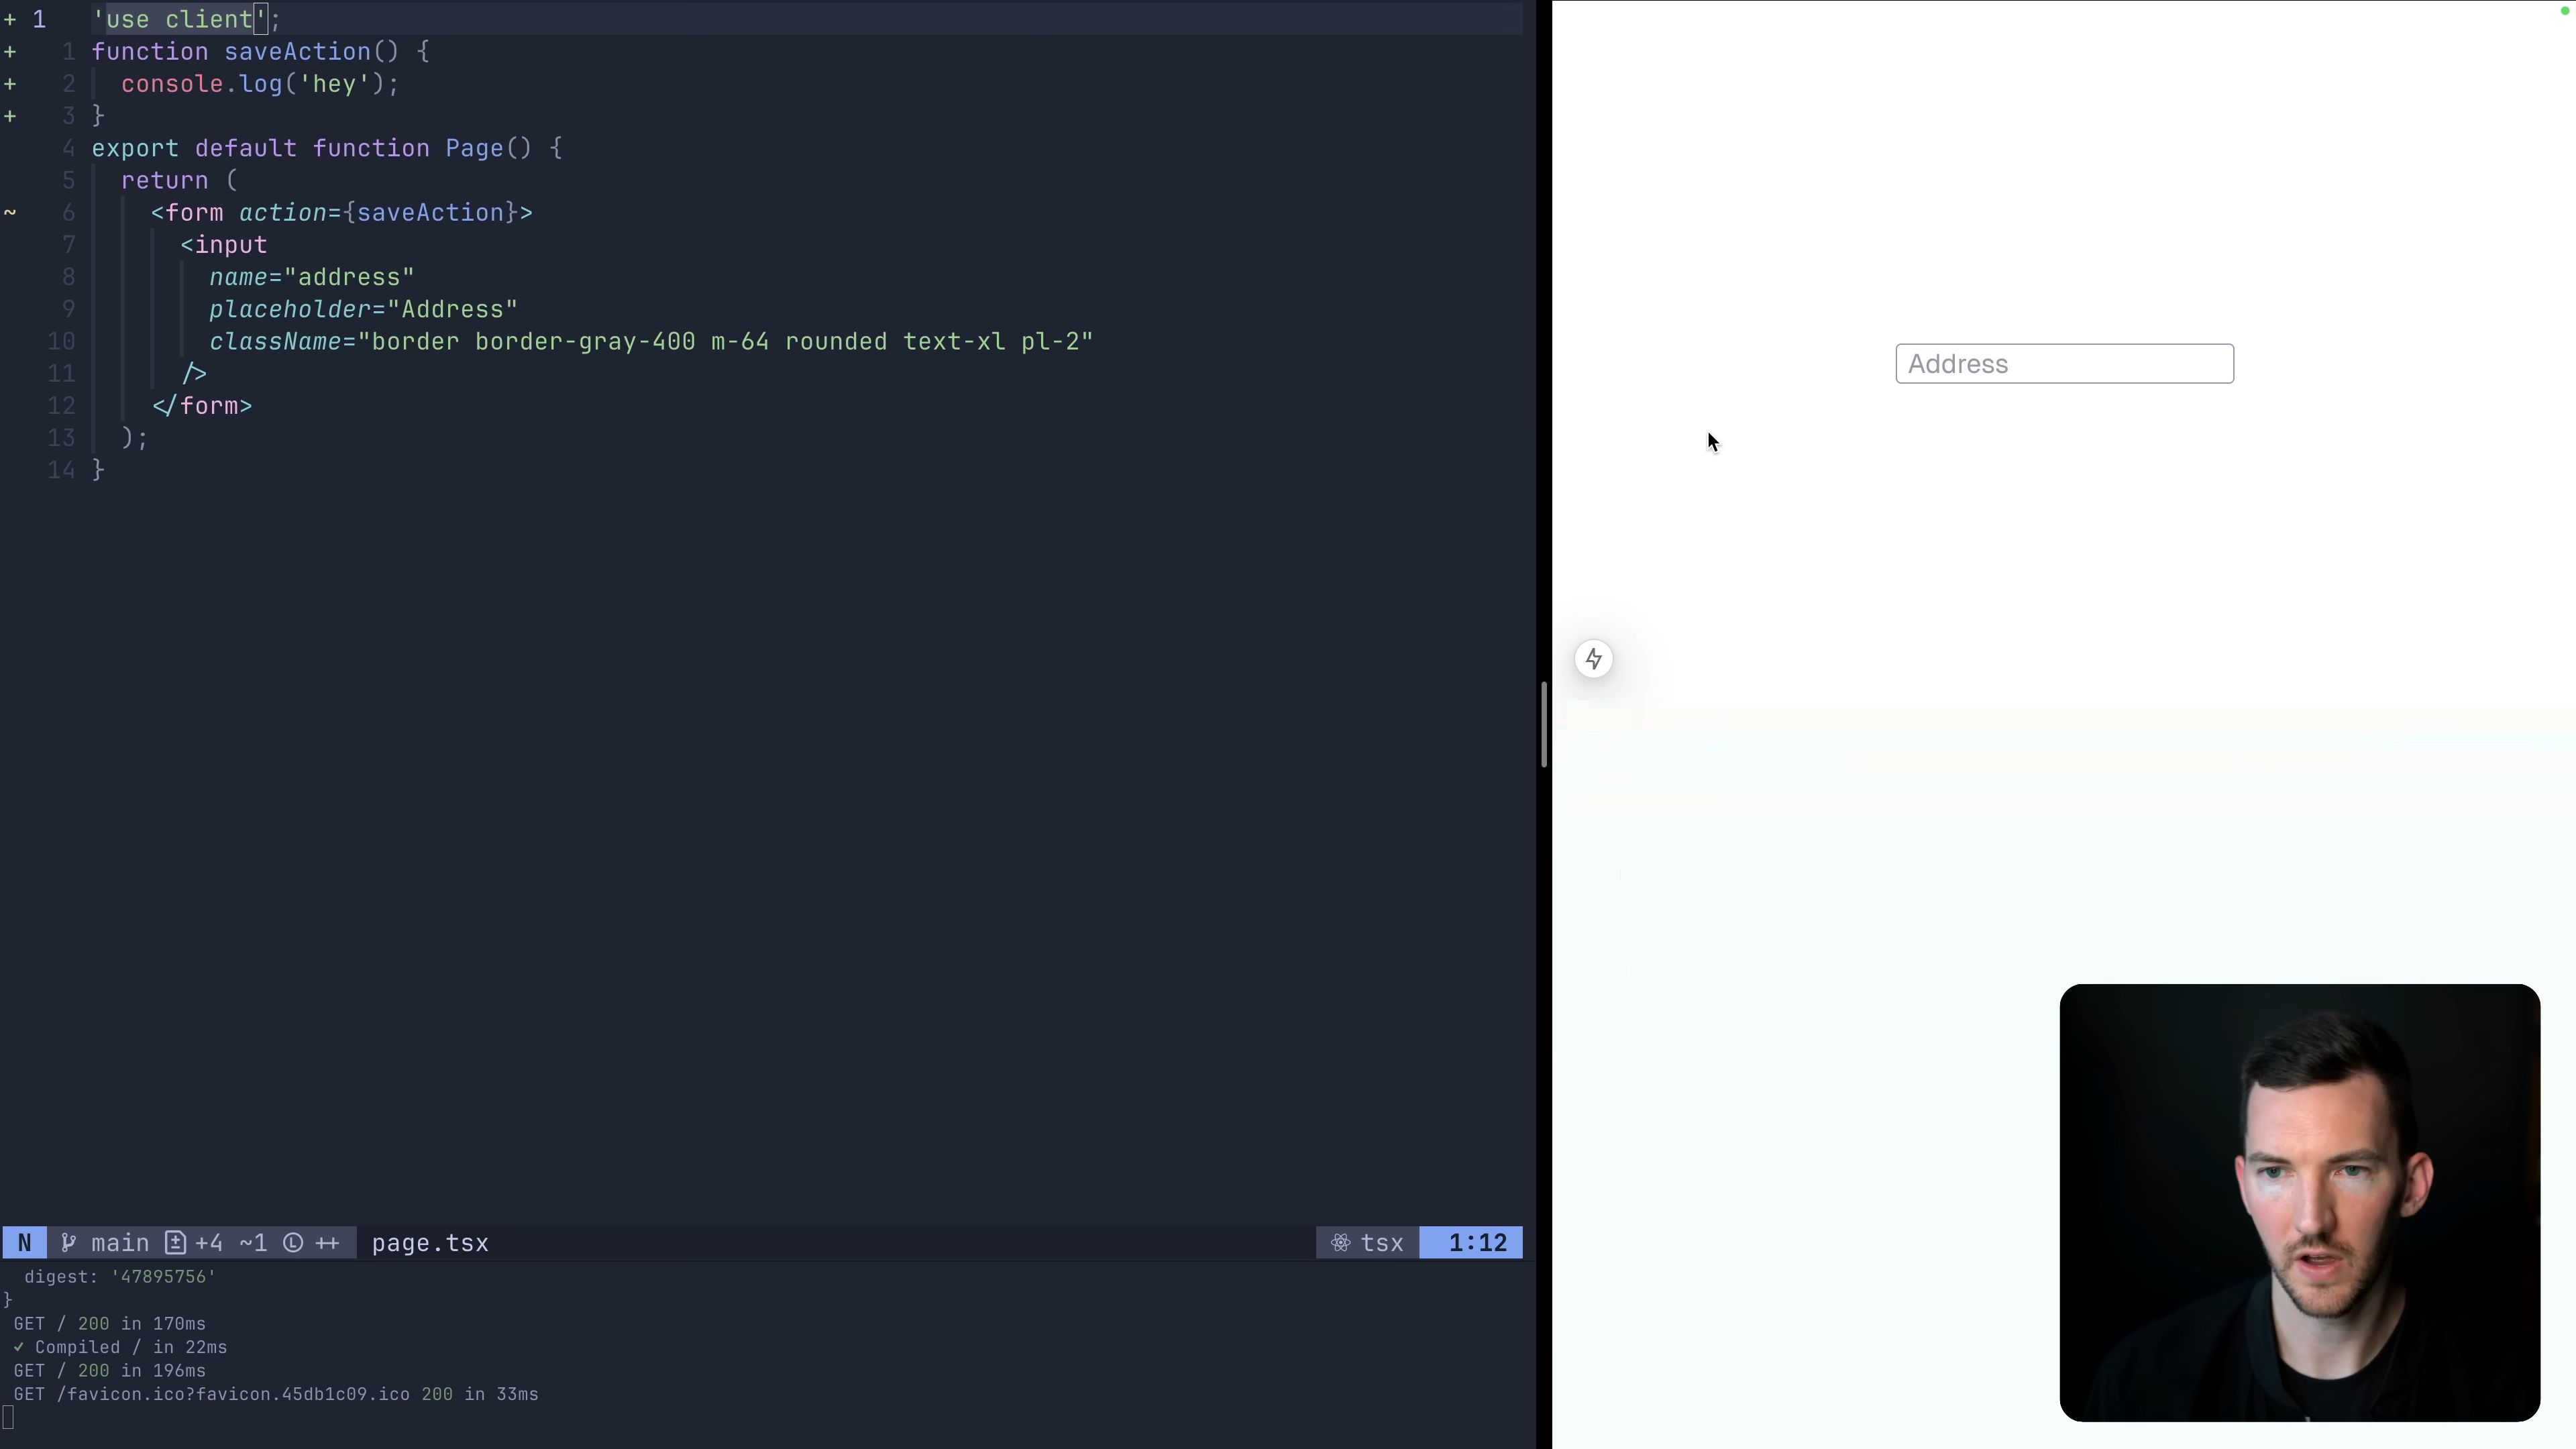 + 1 'use client';
+ 1 function saveAction() {
+ 2 console.log('hey');
+ 3 }
4 export default function Page() {
5 return (
~ 6 <form action={saveAction}>
7 <input
8 name="address"
9 placeholder="Address"
10 className="border border-gray-400 m-64 rounded text-xl pl-2"
11 />
12 </form>
13 );
14 }
N main +4 ~1 page.tsx tsx 1:12
digest: '47895756'
}
GET / 200 in 170ms
✓ Compiled / in 22ms
GET / 200 in 196ms
GET /favicon.ico?favicon.45db1c09.ico 200 in 33ms
Address